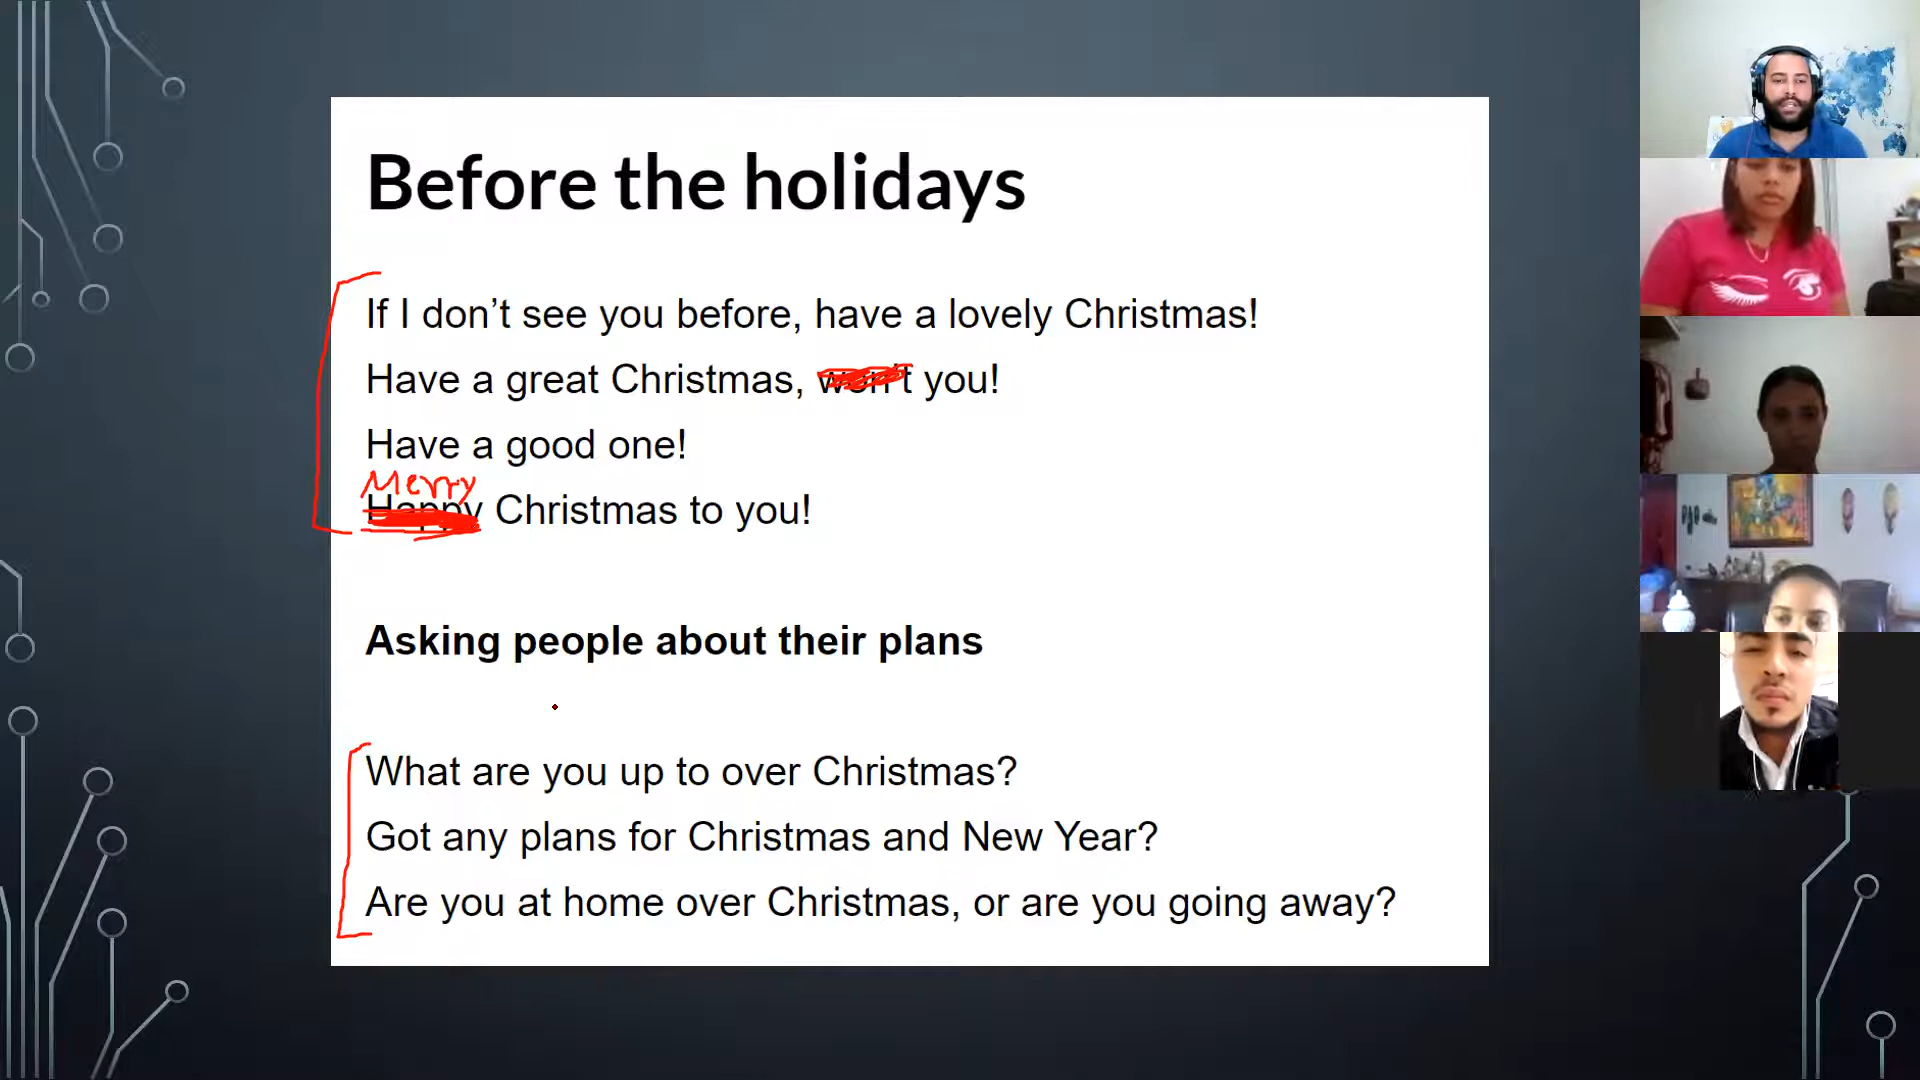 Before the holidays
If I don’t see you before, have a lovely Christmas!
Have a great Christmas, won’t you!
Have a good one!
Merry
Happy Christmas to you!
Asking people about their plans
What are you up to over Christmas?
Got any plans for Christmas and New Year?
Are you at home over Christmas, or are you going away?